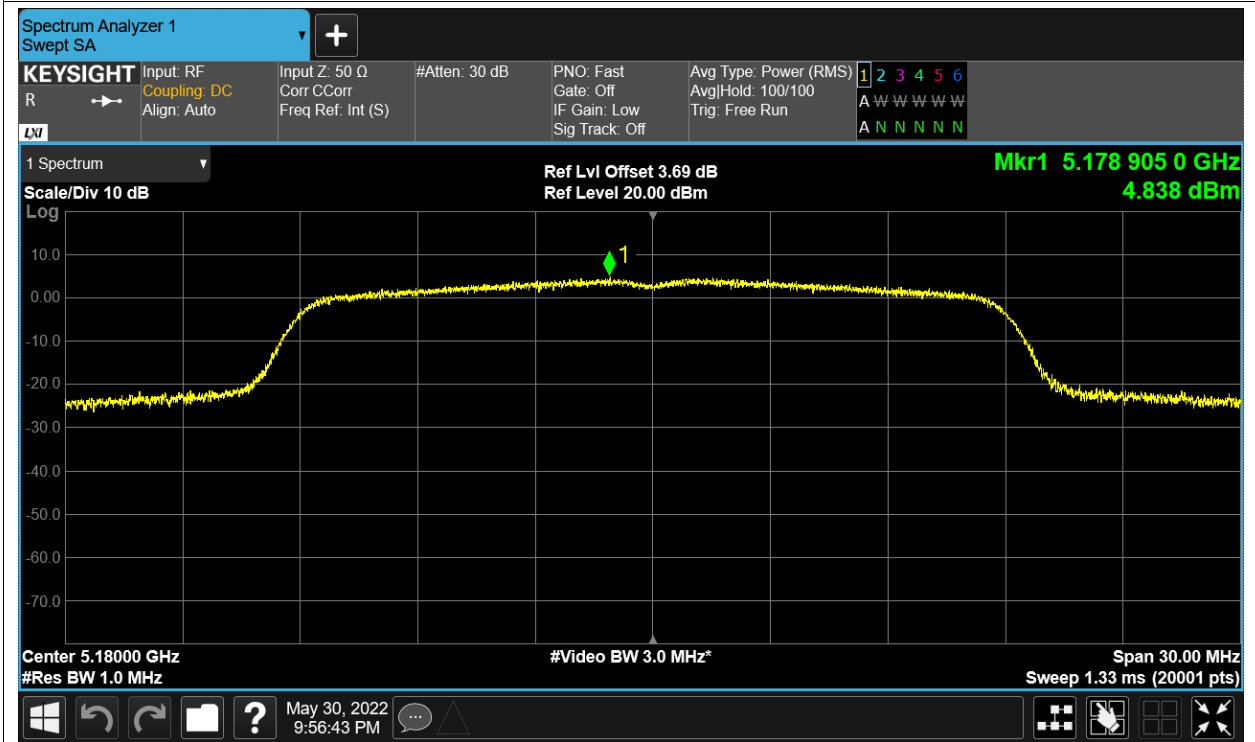 Spectrum Analyzer 1
Swept SA
KEYSIGHT
R
LXI
Input: RF
Coupling: DC
Align: Auto
Input Z: 50 Ω
Corr CCorr
Freq Ref: Int (S)
#Atten: 30 dB
PNO: Fast
Gate: Off
IF Gain: Low
Sig Track: Off
Avg Type: Power (RMS)
Avg|Hold: 100/100
Trig: Free Run
1 2 3 4 5 6
A W W W W W
A N N N N N
1 Spectrum
Scale/Div 10 dB
Log
Ref Lvl Offset 3.69 dB
Ref Level 20.00 dBm
Mkr1 5.178 905 0 GHz
4.838 dBm
1
10.0
0.00
-10.0
-20.0
-30.0
-40.0
-50.0
-60.0
-70.0
Center 5.18000 GHz
#Res BW 1.0 MHz
#Video BW 3.0 MHz*
Span 30.00 MHz
Sweep 1.33 ms (20001 pts)
?
May 30, 2022
9:56:43 PM